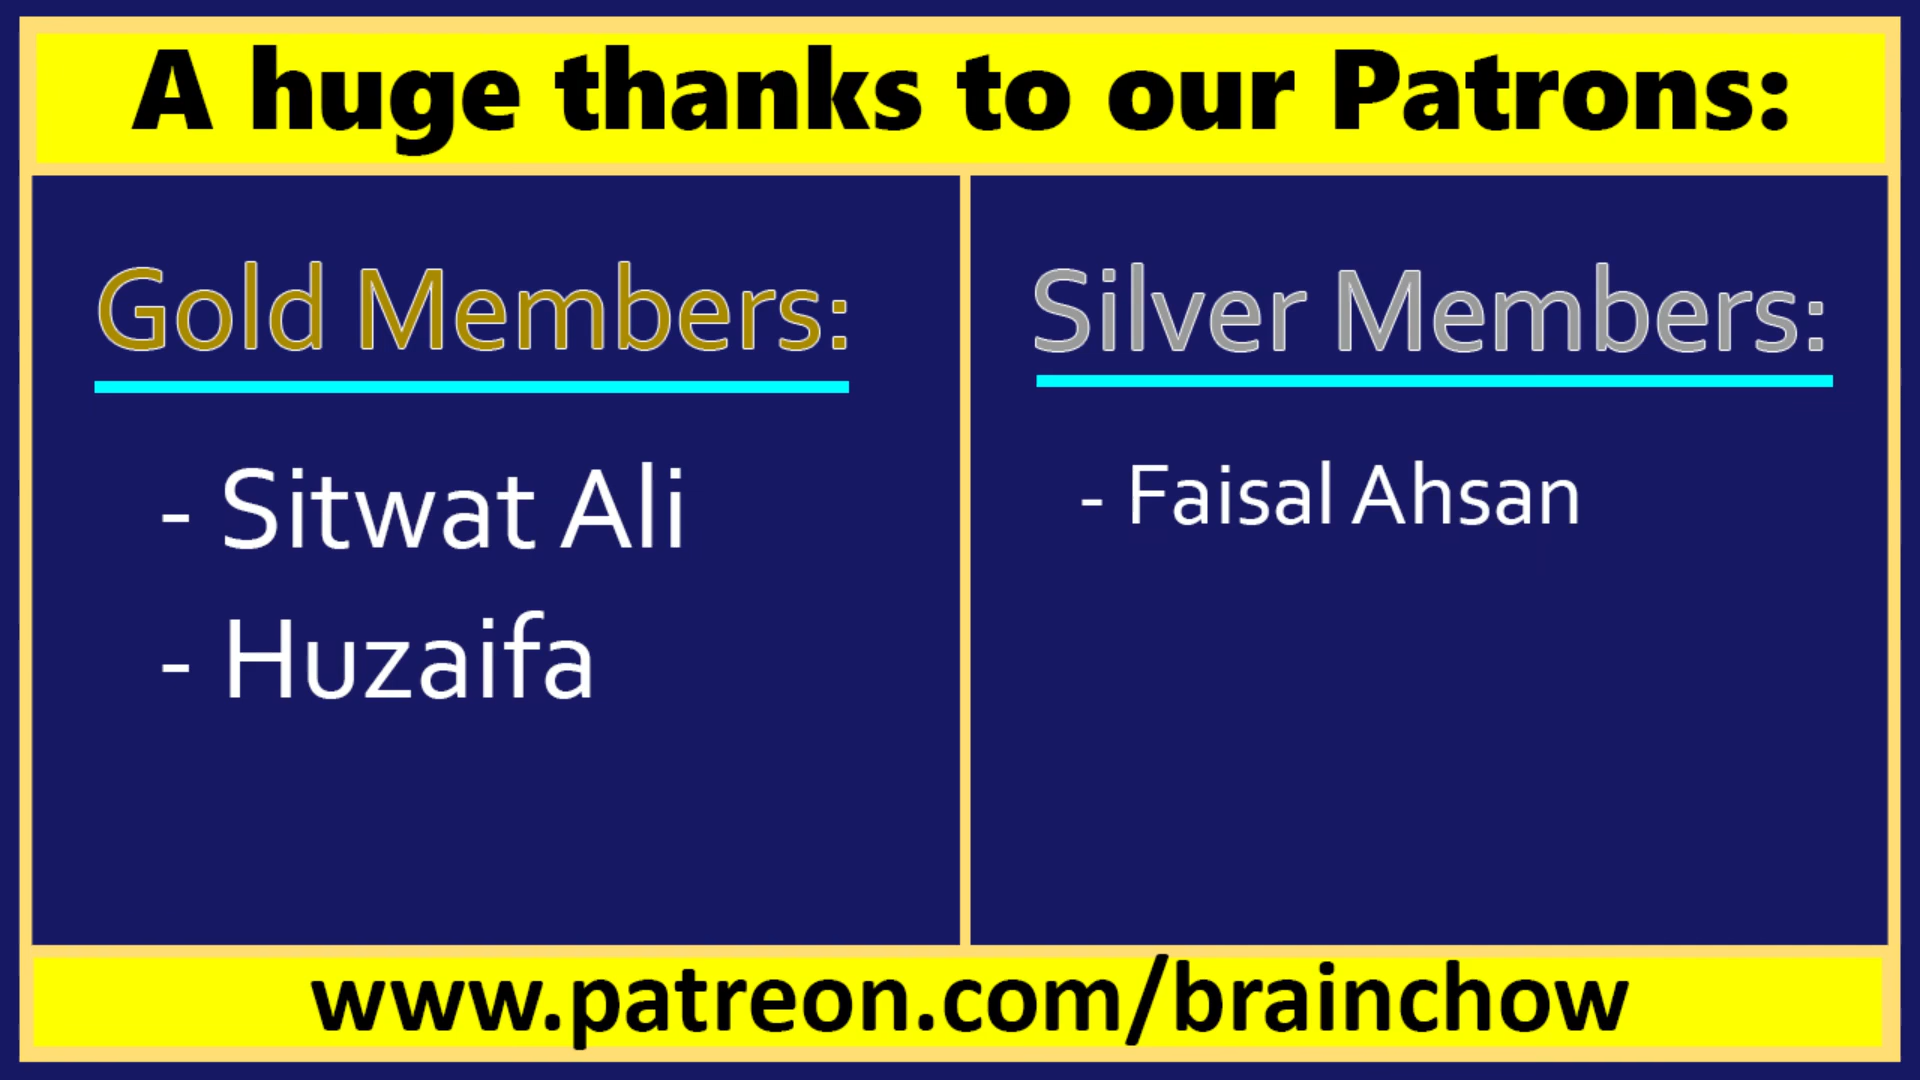 A huge thanks to our Patrons:
Gold Members:
- Sitwat Ali
- Huzaifa
Silver Members:
- Faisal Ahsan
www.patreon.com/brainchow